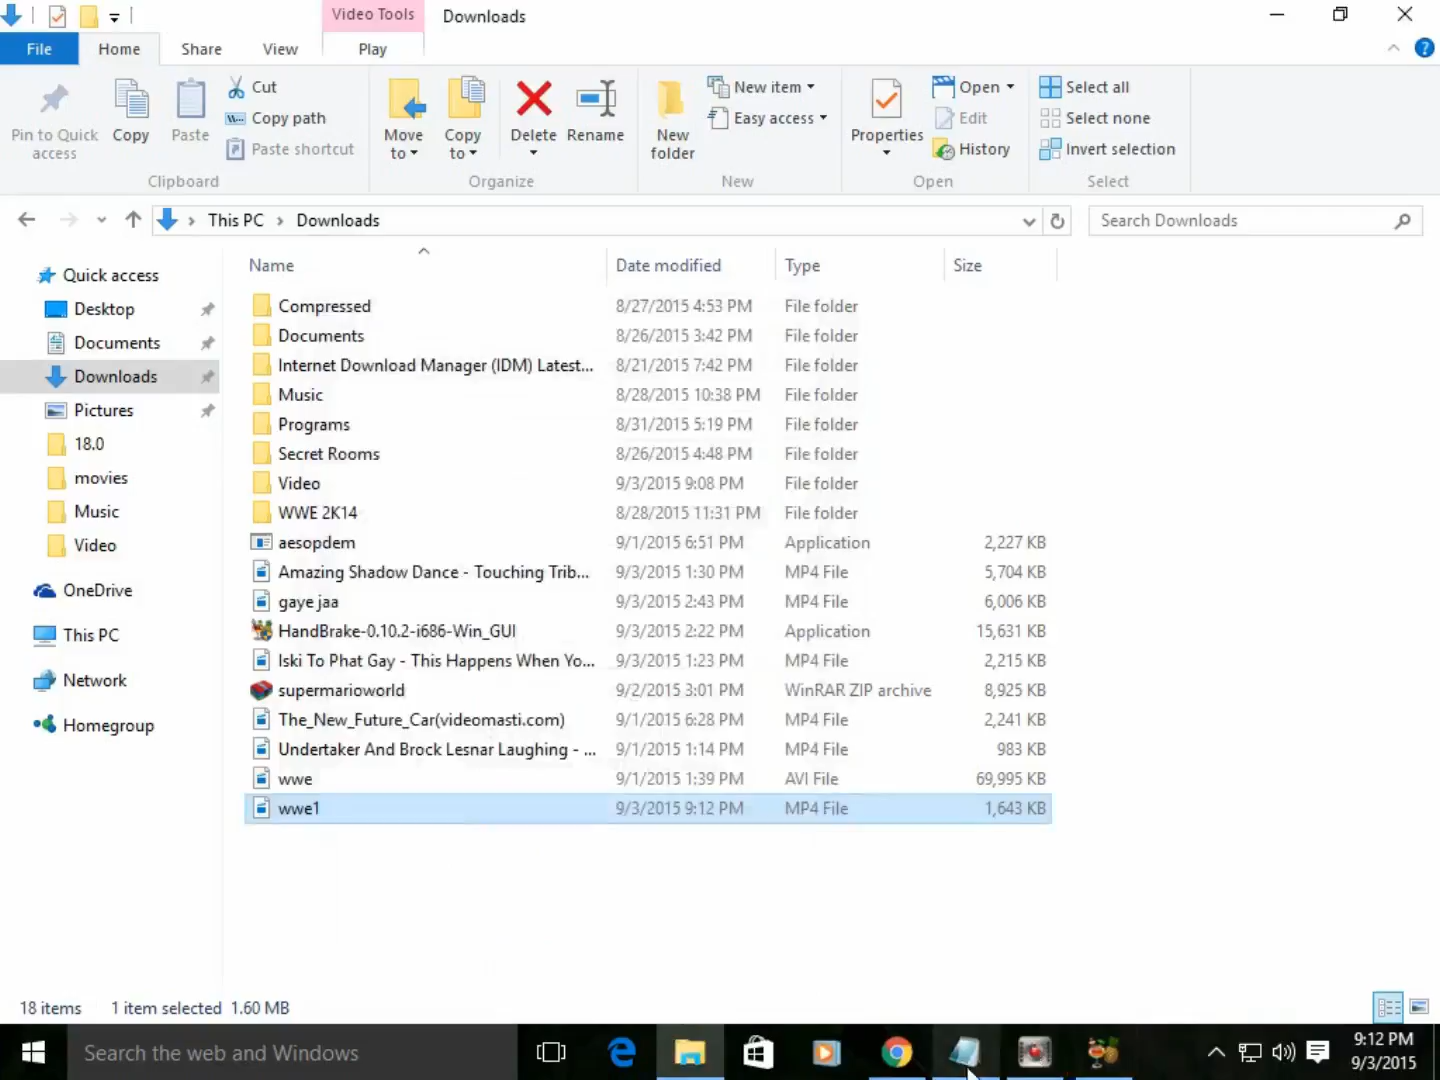 Video Tools
Downloads
File
Home
Share
View
Play
Pin to Quick access
Copy
Paste
Cut
Copy path
Paste shortcut
Clipboard
Move to
Copy to
Delete
Rename
Organize
New folder
New item
Easy access
New
Properties
Open
Edit
History
Open
Select all
Select none
Invert selection
Select
This PC > Downloads
Search Downloads
Quick access
Desktop
Documents
Downloads
Pictures
18.0
movies
Music
Video
OneDrive
This PC
Network
Homegroup
Name Date modified Type Size
Compressed 8/27/2015 4:53 PM File folder
Documents 8/26/2015 3:42 PM File folder
Internet Download Manager (IDM) Latest... 8/21/2015 7:42 PM File folder
Music 8/28/2015 10:38 PM File folder
Programs 8/31/2015 5:19 PM File folder
Secret Rooms 8/26/2015 4:48 PM File folder
Video 9/3/2015 9:08 PM File folder
WWE 2K14 8/28/2015 11:31 PM File folder
aesopdem 9/1/2015 6:51 PM Application 2,227 KB
Amazing Shadow Dance - Touching Trib... 9/3/2015 1:30 PM MP4 File 5,704 KB
gaye jaa 9/3/2015 2:43 PM MP4 File 6,006 KB
HandBrake-0.10.2-i686-Win_GUI 9/3/2015 2:22 PM Application 15,631 KB
Iski To Phat Gay - This Happens When Yo... 9/3/2015 1:23 PM MP4 File 2,215 KB
supermarioworld 9/2/2015 3:01 PM WinRAR ZIP archive 8,925 KB
The_New_Future_Car(videomasti.com) 9/1/2015 6:28 PM MP4 File 2,241 KB
Undertaker And Brock Lesnar Laughing - ... 9/1/2015 1:14 PM MP4 File 983 KB
wwe 9/1/2015 1:39 PM AVI File 69,995 KB
wwe1 9/3/2015 9:12 PM MP4 File 1,643 KB
18 items 1 item selected 1.60 MB
Search the web and Windows
9:12 PM
9/3/2015